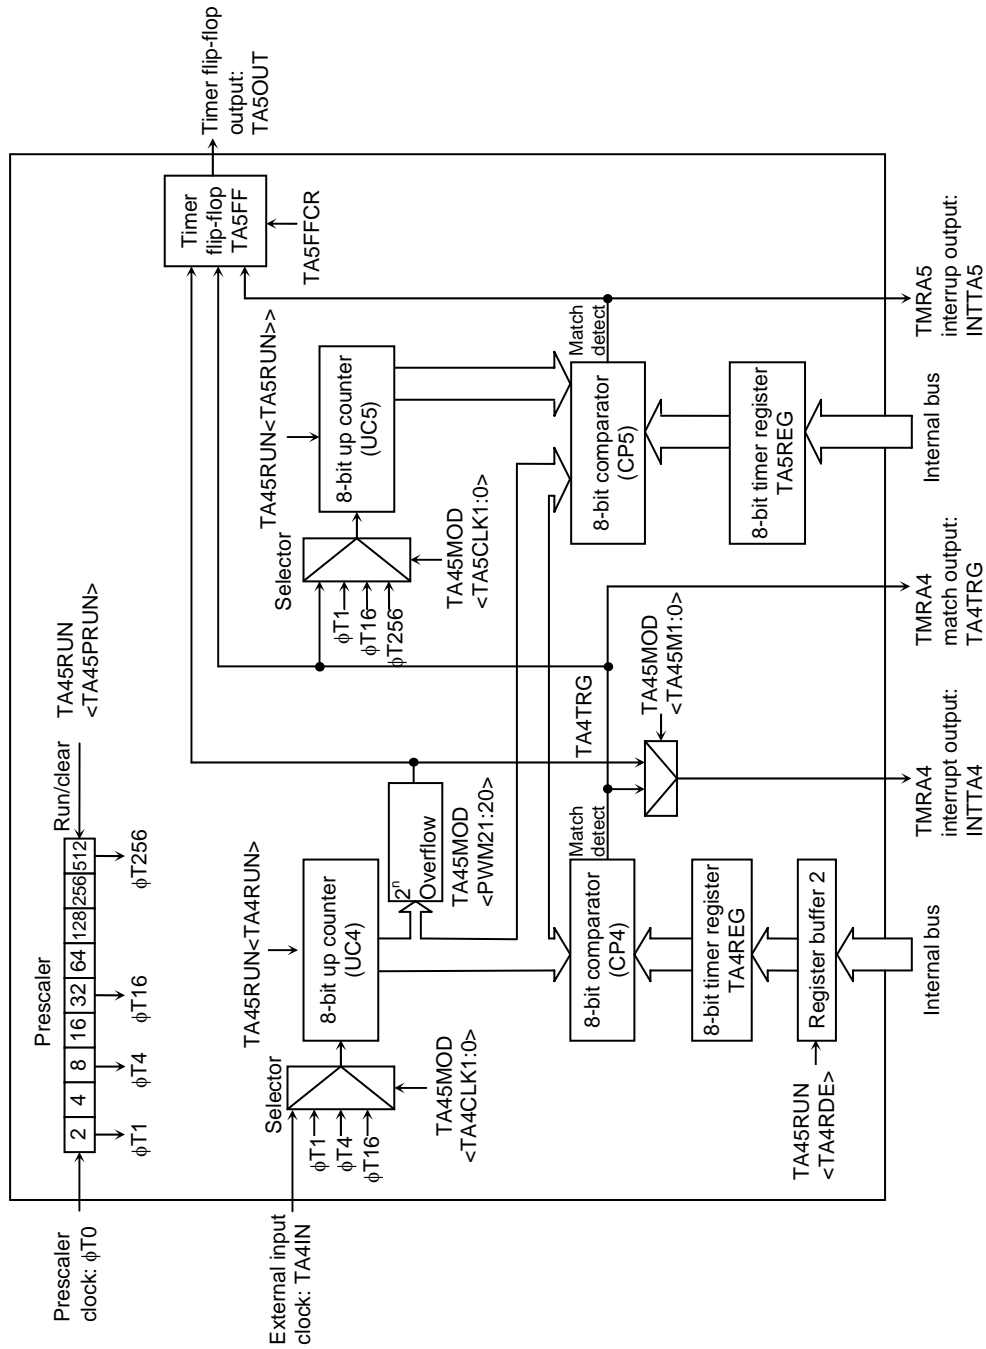 Prescaler
clock: ϕT0
Prescaler
2 4 8 16 32 64 128 256 512
Run/clear
TA45RUN
<TA45PRUN>
ϕT1
ϕT4
ϕT16
ϕT256
External input
clock: TA4IN
Selector
ϕT1
ϕT4
ϕT16
TA45MOD
<TA4CLK1:0>
TA45RUN<TA4RUN>
8-bit up counter
(UC4)
2n
Overflow
TA45MOD
<PWM21:20>
Selector
ϕT1
ϕT16
ϕT256
TA45MOD
<TA5CLK1:0>
TA45RUN<TA5RUN>>
8-bit up counter
(UC5)
Timer
flip-flop
TA5FF
TA5FFCR
Timer flip-flop
output:
TA5OUT
8-bit comparator
(CP4)
Match
detect
TA4TRG
TA45MOD
<TA45M1:0>
8-bit comparator
(CP5)
Match
detect
8-bit timer register
TA4REG
8-bit timer register
TA5REG
Register buffer 2
TA45RUN
<TA4RDE>
Internal bus
TMRA4
interrupt output:
INTTA4
TMRA4
match output:
TA4TRG
Internal bus
TMRA5
interrup output:
INTTA5